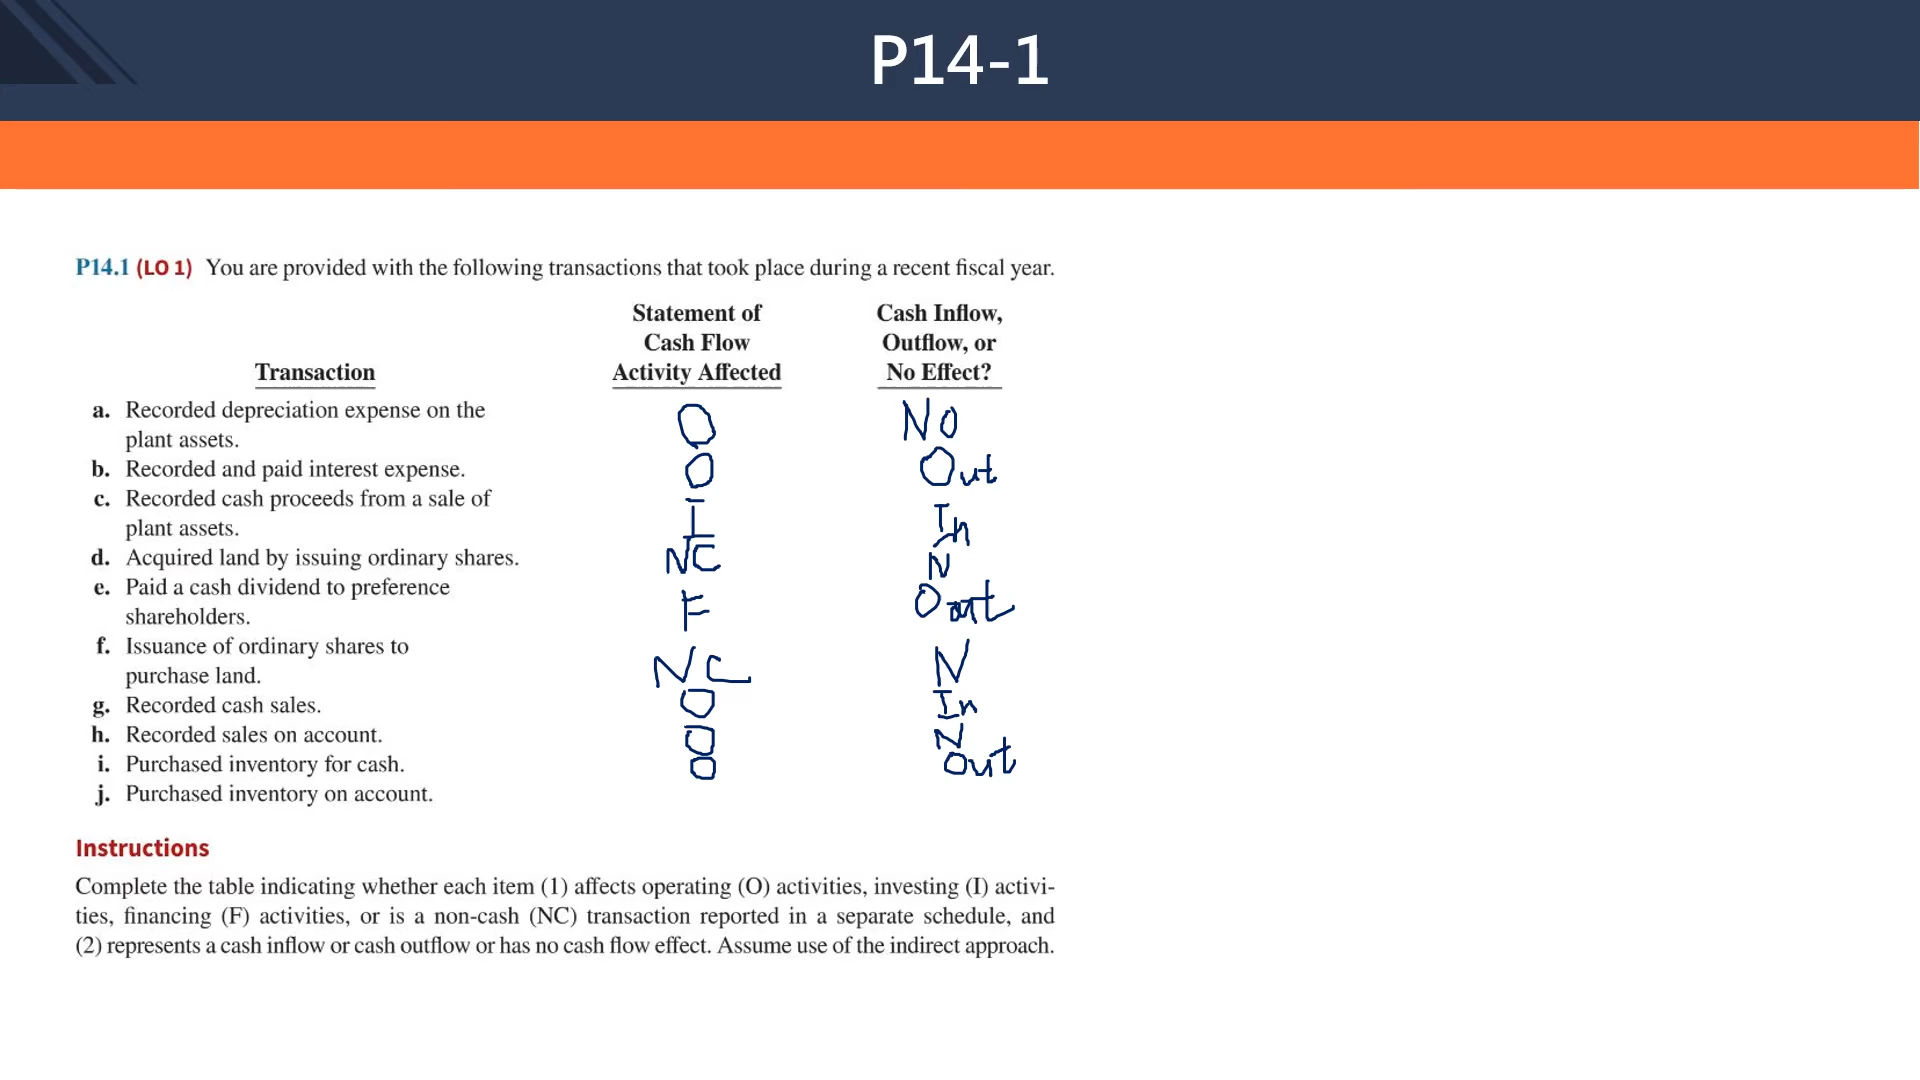 P14-1
P14.1 (LO 1) You are provided with the following transactions that took place during a recent fiscal year.
Statement of Cash Inflow,
Cash Flow Outflow, or
Transaction Activity Affected No Effect?
a. Recorded depreciation expense on the O NO
plant assets.
b. Recorded and paid interest expense. O Out
c. Recorded cash proceeds from a sale of I In
plant assets.
d. Acquired land by issuing ordinary shares. NC N
e. Paid a cash dividend to preference F Out
shareholders.
f. Issuance of ordinary shares to NC N
purchase land.
g. Recorded cash sales. O In
h. Recorded sales on account. O N
i. Purchased inventory for cash. O Out
j. Purchased inventory on account.
Instructions
Complete the table indicating whether each item (1) affects operating (O) activities, investing (I) activi-
ties, financing (F) activities, or is a non-cash (NC) transaction reported in a separate schedule, and
(2) represents a cash inflow or cash outflow or has no cash flow effect. Assume use of the indirect approach.